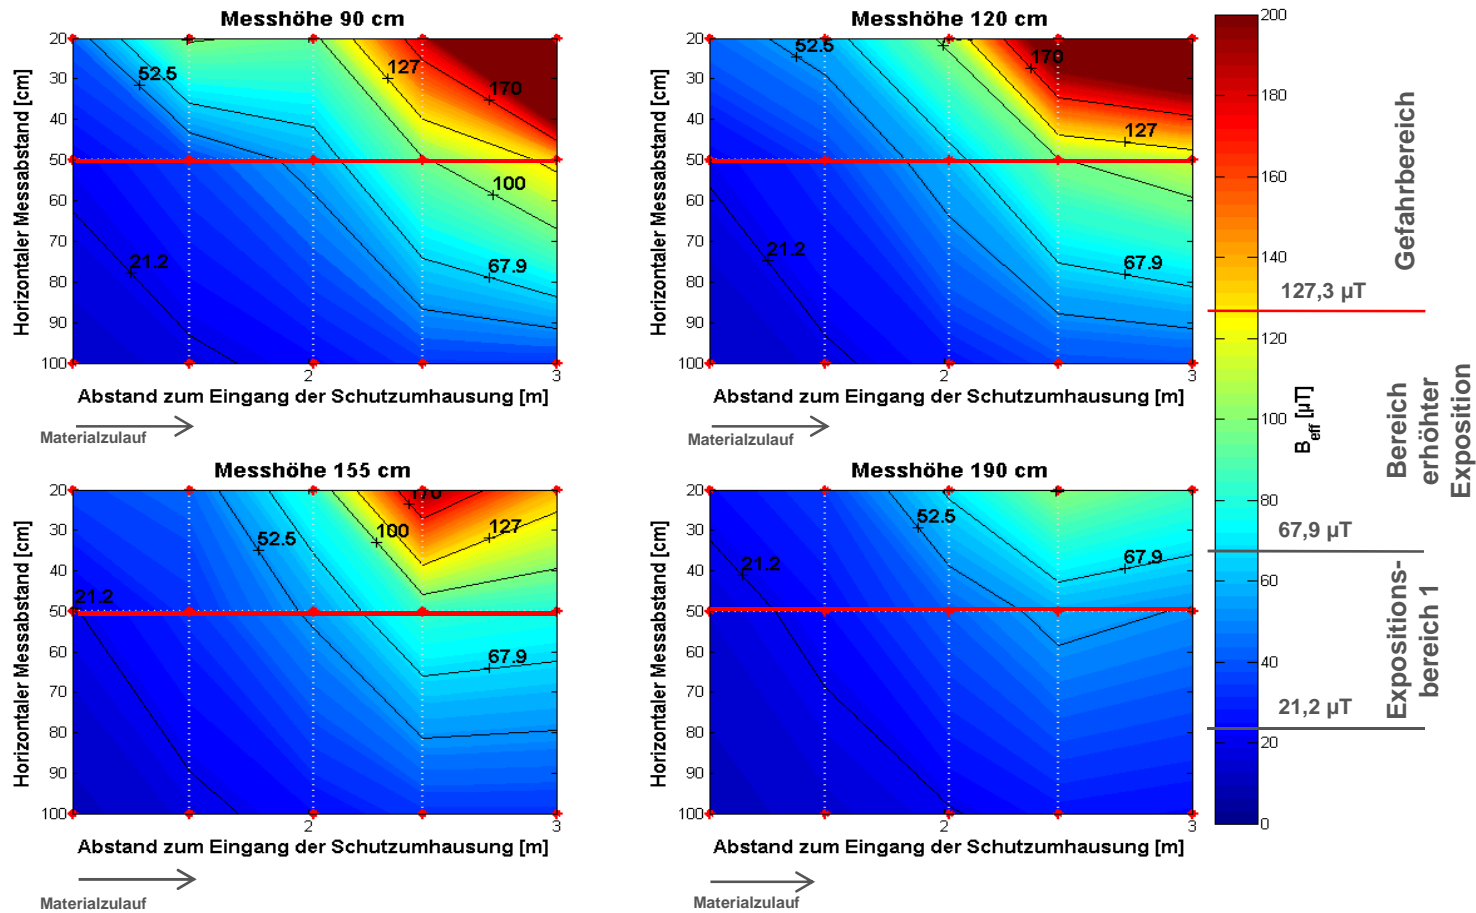 Messhöhe 90 cm
20
30
40
50
60
70
80
90
100
Horizontaler Messabstand [cm]
52.5
127
170
100
67.9
21.2
2
3
Abstand zum Eingang der Schutzumhausung [m]
Materialzulauf
Messhöhe 120 cm
20
30
40
50
60
70
80
90
100
Horizontaler Messabstand [cm]
52.5
170
127
67.9
21.2
2
3
Abstand zum Eingang der Schutzumhausung [m]
Materialzulauf
Messhöhe 155 cm
20
30
40
50
60
70
80
90
100
Horizontaler Messabstand [cm]
170
127
100
52.5
21.2
67.9
2
3
Abstand zum Eingang der Schutzumhausung [m]
Materialzulauf
Messhöhe 190 cm
20
30
40
50
60
70
80
90
100
Horizontaler Messabstand [cm]
52.5
67.9
21.2
2
3
Abstand zum Eingang der Schutzumhausung [m]
Materialzulauf
200
180
160
140
127,3 µT
120
100
80
67,9 µT
60
40
21,2 µT
20
0
B eff [µT]
Gefahrbereich
Bereich
erhöhter
Exposition
Expositions-
bereich 1